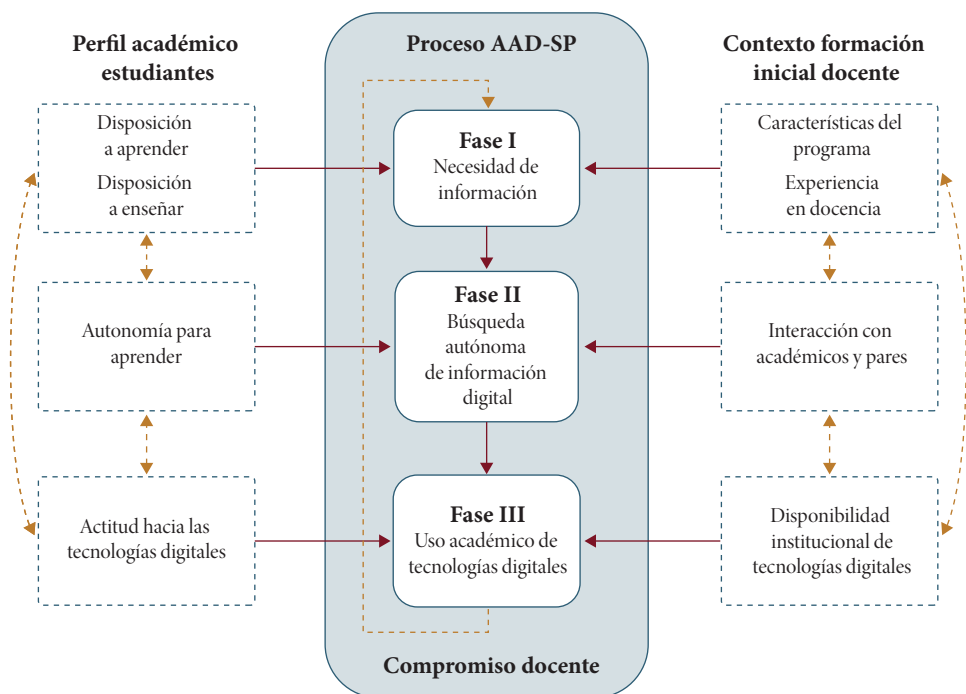 Perfil académico
estudiantes
Disposición
a aprender
Disposición
a enseñar
Autonomía para
aprender
Actitud hacia las
tecnologías digitales
Proceso AAD-SP
Fase I
Necesidad de
información
Fase II
Búsqueda
autónoma
de información
digital
Fase III
Uso académico de
tecnologías digitales
Compromiso docente
Contexto formación
inicial docente
Características del
programa
Experiencia
en docencia
Interacción con
académicos y pares
Disponibilidad
institucional de
tecnologías digitales